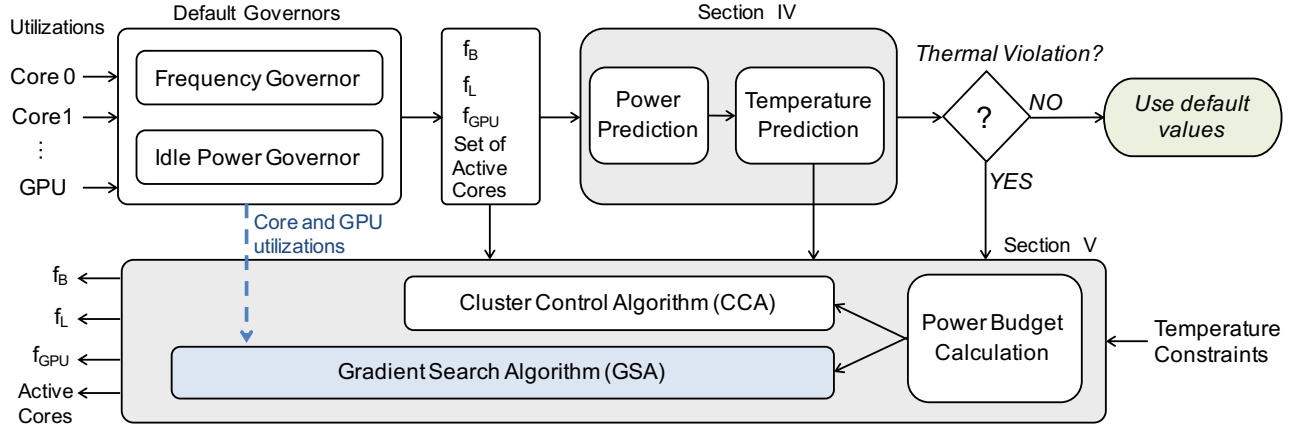 Utilizations
Core 0
Core1
⋮
GPU
Default Governors
Frequency Governor
Idle Power Governor
f_B
f_L
f_GPU
Set of
Active
Cores
Section IV
Power
Prediction
Temperature
Prediction
Thermal Violation?
?
NO
YES
Use default
values
Core and GPU
utilizations
Section V
Cluster Control Algorithm (CCA)
Gradient Search Algorithm (GSA)
Power Budget
Calculation
Temperature
Constraints
f_B
f_L
f_GPU
Active
Cores